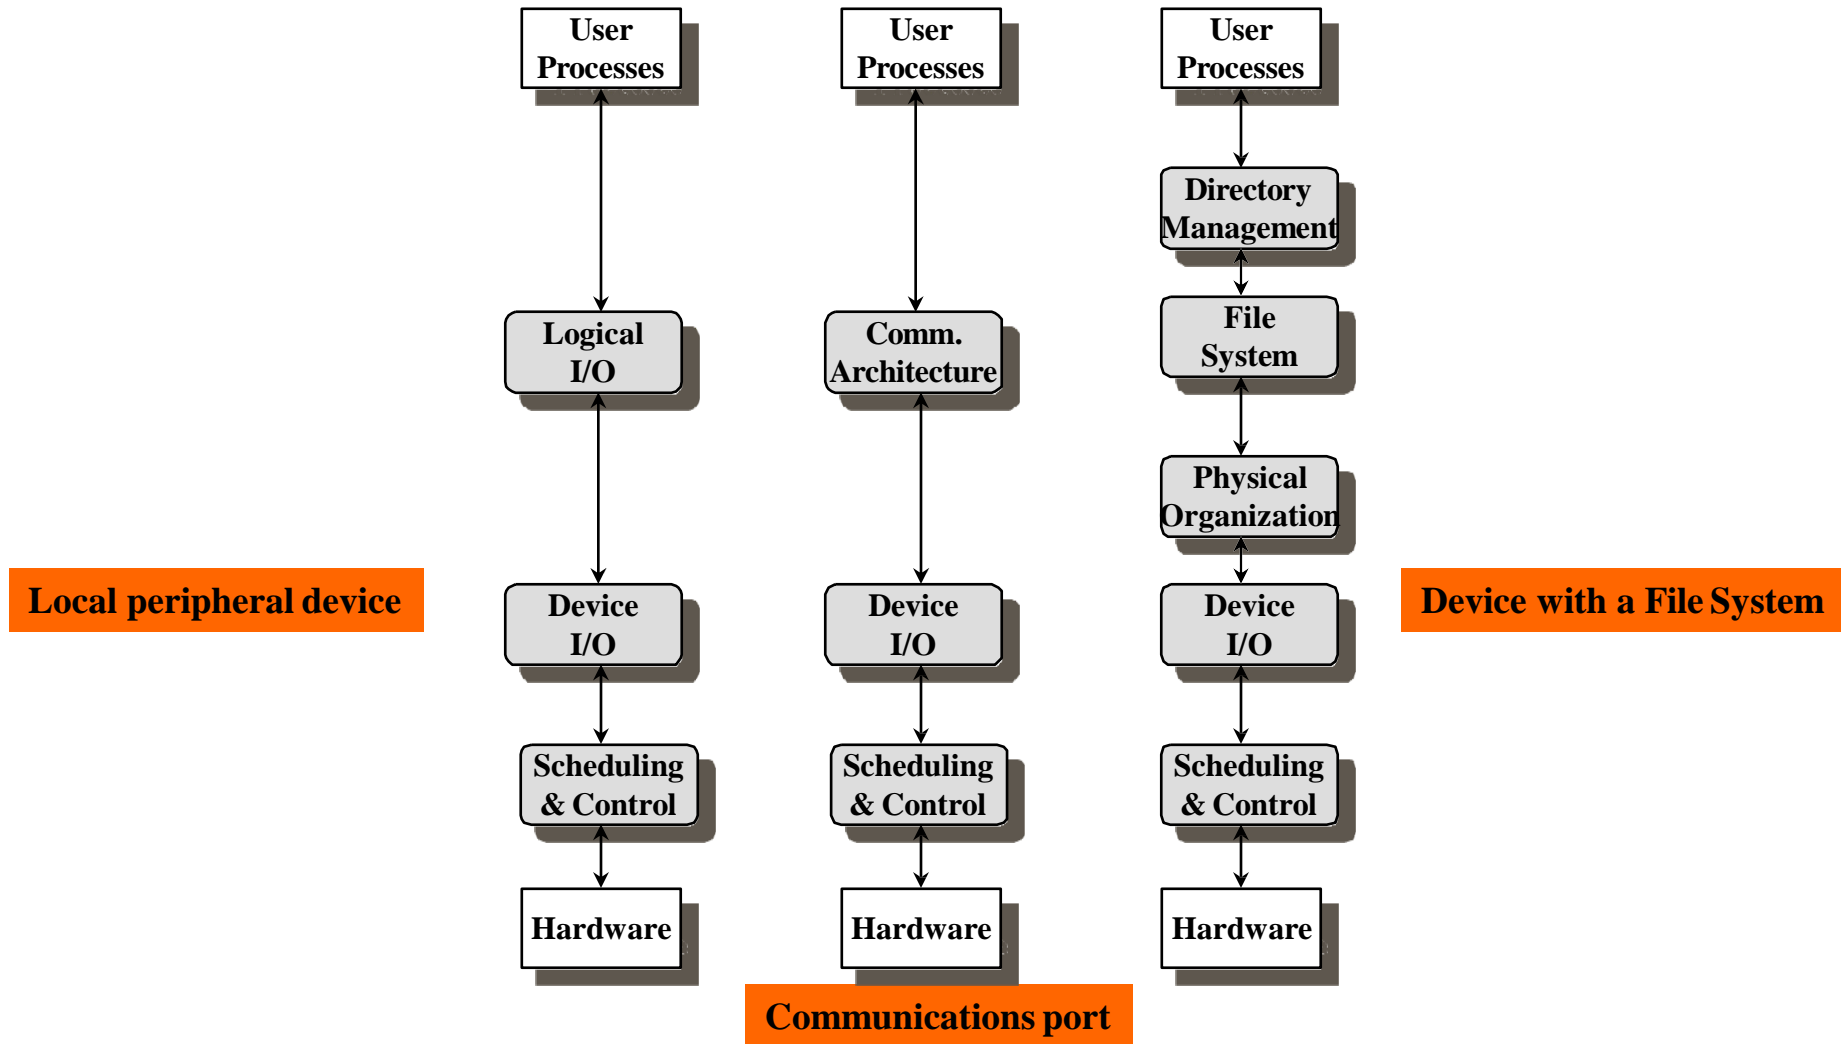 User
Processes
Logical
I/O
Device
I/O
Scheduling
& Control
Hardware
Local peripheral device
User
Processes
Comm.
Architecture
Device
I/O
Scheduling
& Control
Hardware
Communications port
User
Processes
Directory
Management
File
System
Physical
Organization
Device
I/O
Scheduling
& Control
Hardware
Device with a File System